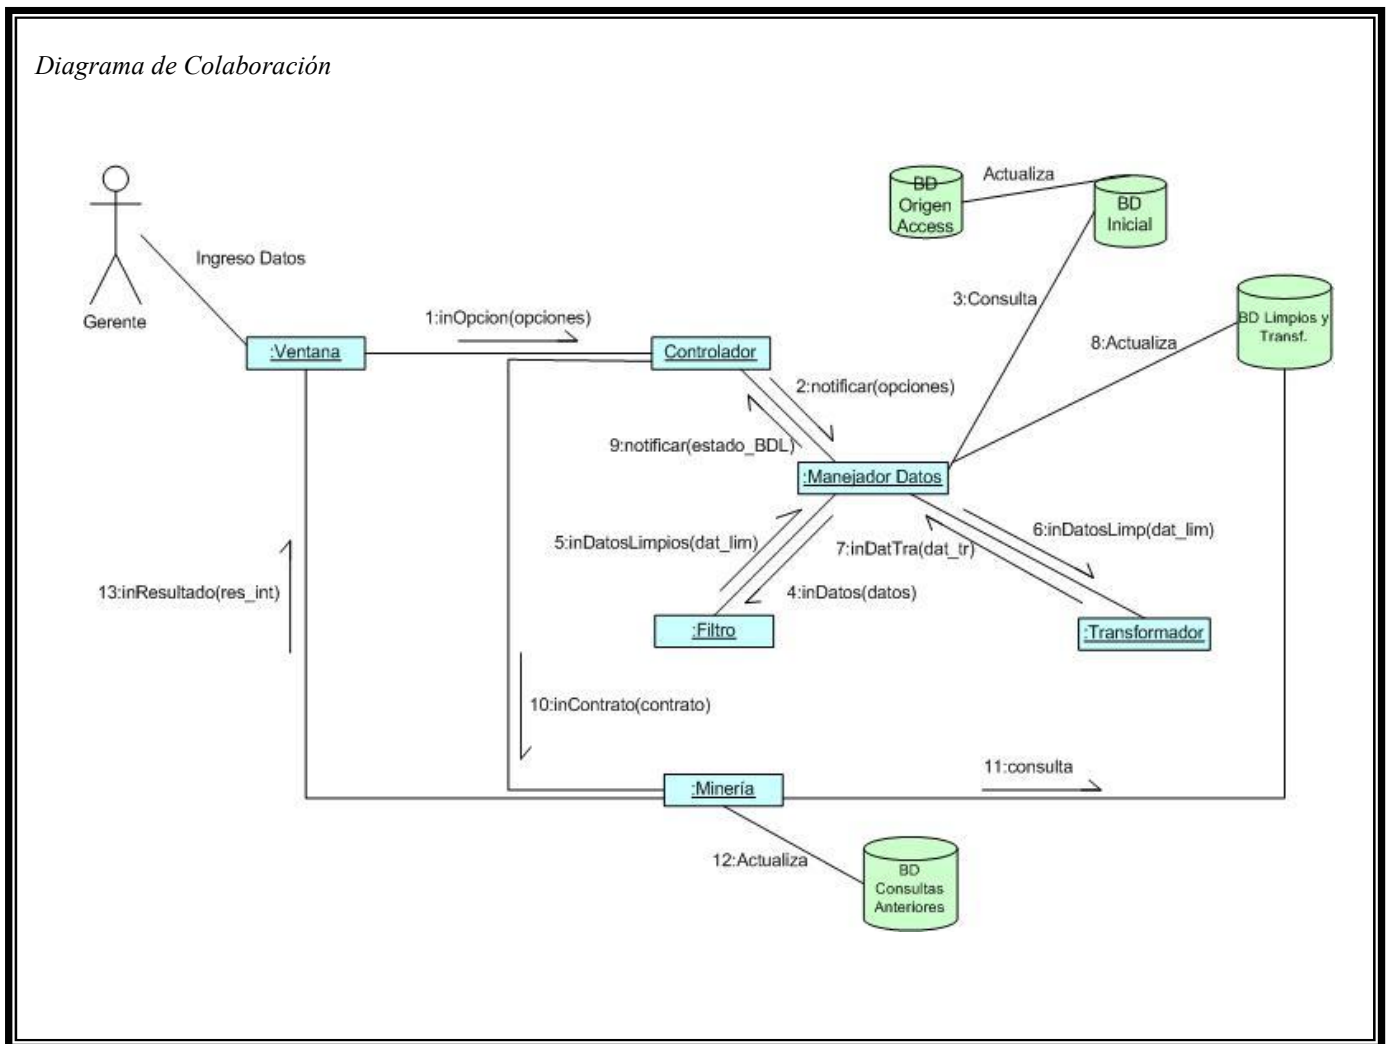 Diagrama de Colaboración
BD
Origen
Access
Actualiza
BD
Inicial
Ingreso Datos
Gerente
3:Consulta
BD Limpios y
Transf.
1:inOpcion(opciones)
8:Actualiza
:Ventana
Controlador
2:notificar(opciones)
9:notificar(estado_BDL)
:Manejador Datos
5:inDatosLimpios(dat_lim)
7:inDatTra(dat_tr)
6:inDatosLimp(dat_lim)
13:inResultado(res_int)
4:inDatos(datos)
:Filtro
:Transformador
10:inContrato(contrato)
11:consulta
:Minería
12:Actualiza
BD
Consultas
Anteriores